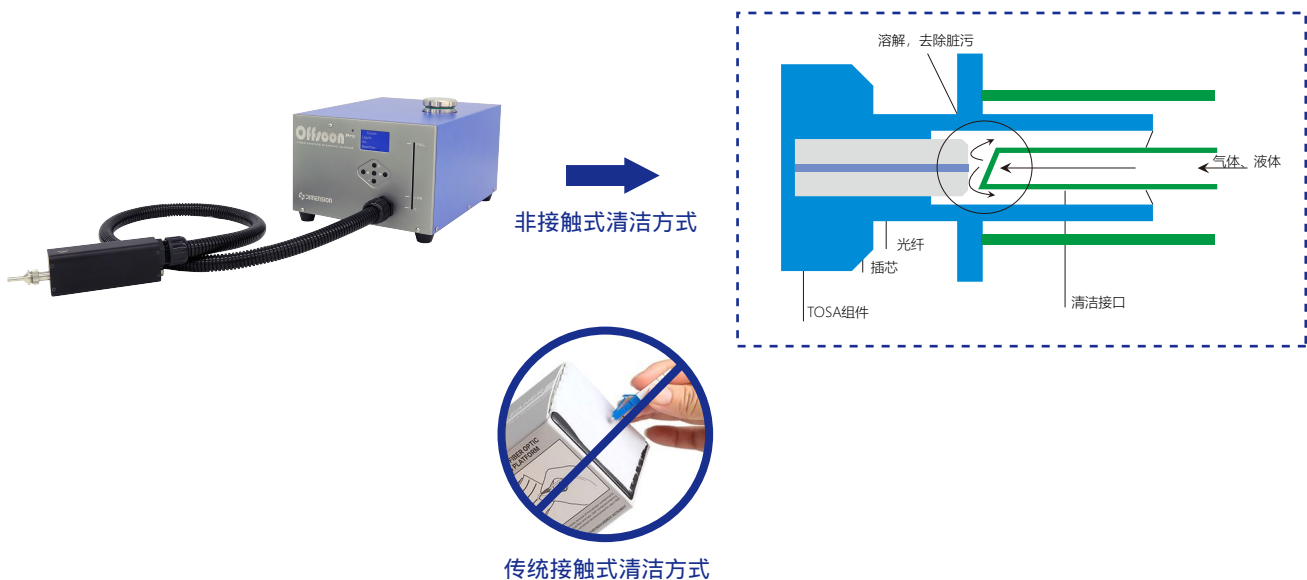 溶解，去除脏污
气体、液体
光纤
插芯
清洁接口
TOSA组件
Offsoon
DIMENSION
非接触式清洁方式
FIBER OPTIC
PLATFORM
传统接触式清洁方式